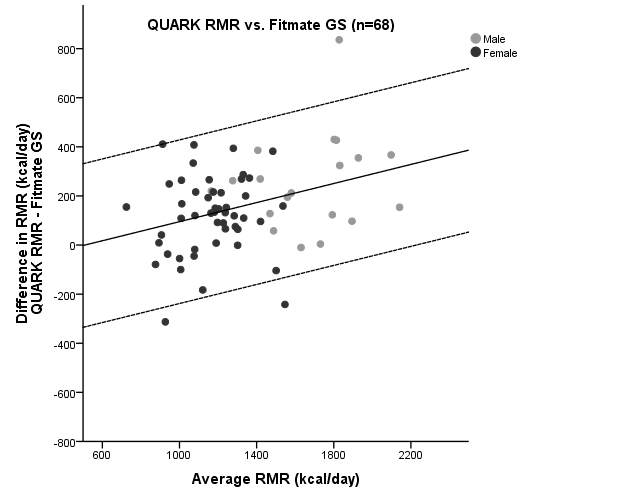 QUARK RMR vs. Fitmate GS (n=68)
Male
Female
Difference in RMR (kcal/day)
QUARK RMR - Fitmate GS
800
600
400
200
0
-200
-400
-600
-800
600
1000
1400
1800
2200
Average RMR (kcal/day)